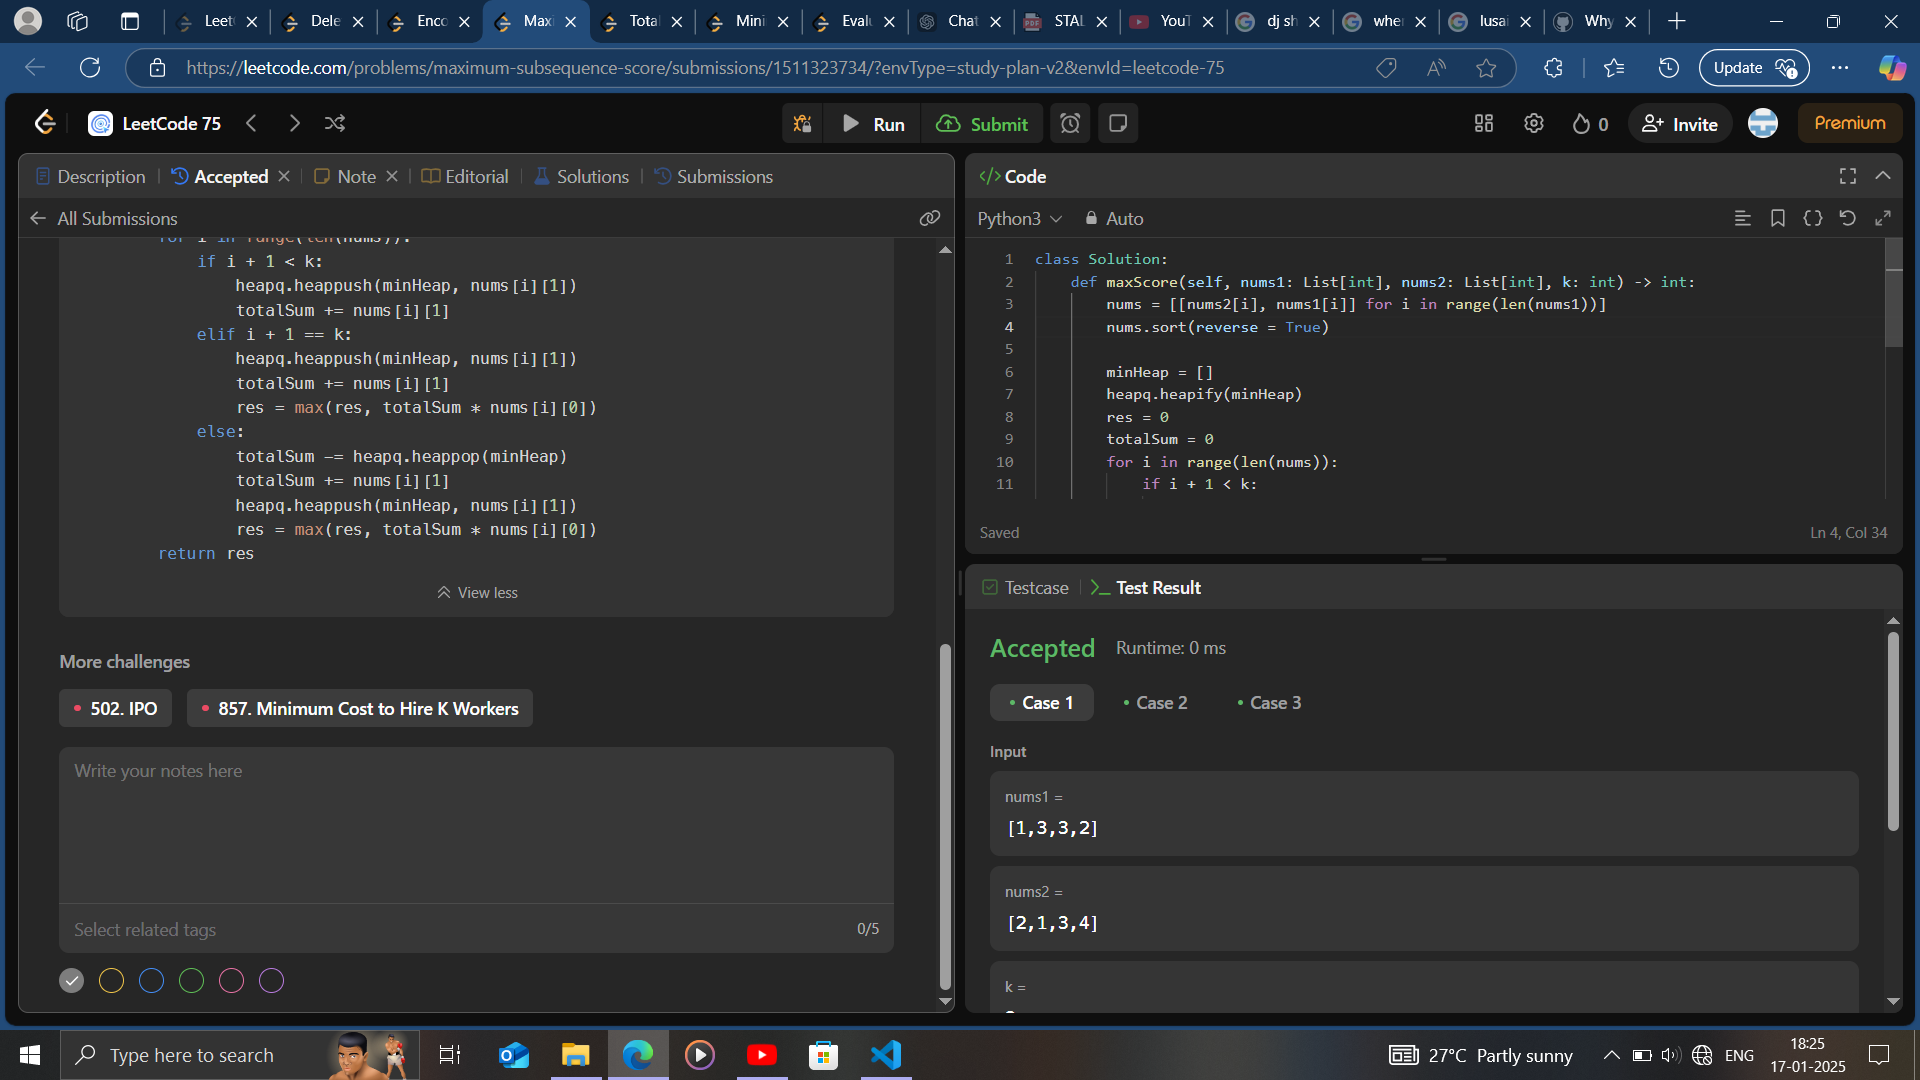 Leet
Dele
Enco
Maxi
Total
Mini
Evalu
Chat
STAL
YouT
dj sh
wher
lusai
Why
https://leetcode.com/problems/maximum-subsequence-score/submissions/1511323734/?envType=study-plan-v2&envId=leetcode-75
Update
LeetCode 75
Run
Submit
0
Invite
Premium
Description
Accepted
Note
Editorial
Solutions
Submissions
All Submissions
for i in range(len(nums)):
if i + 1 < k:
heapq.heappush(minHeap, nums[i][1])
totalSum += nums[i][1]
elif i + 1 == k:
heapq.heappush(minHeap, nums[i][1])
totalSum += nums[i][1]
res = max(res, totalSum * nums[i][0])
else:
totalSum -= heapq.heappop(minHeap)
totalSum += nums[i][1]
heapq.heappush(minHeap, nums[i][1])
res = max(res, totalSum * nums[i][0])
return res
View less
More challenges
502. IPO
857. Minimum Cost to Hire K Workers
Write your notes here
Select related tags
0/5
Code
Python3
Auto
1 class Solution:
2 def maxScore(self, nums1: List[int], nums2: List[int], k: int) -> int:
3 nums = [[nums2[i], nums1[i]] for i in range(len(nums1))]
4 nums.sort(reverse = True)
5
6 minHeap = []
7 heapq.heapify(minHeap)
8 res = 0
9 totalSum = 0
10 for i in range(len(nums)):
11 if i + 1 < k:
Saved
Ln 4, Col 34
Testcase
Test Result
Accepted
Runtime: 0 ms
Case 1
Case 2
Case 3
Input
nums1 =
[1,3,3,2]
nums2 =
[2,1,3,4]
k =
Type here to search
27°C Partly sunny
ENG
18:25
17-01-2025